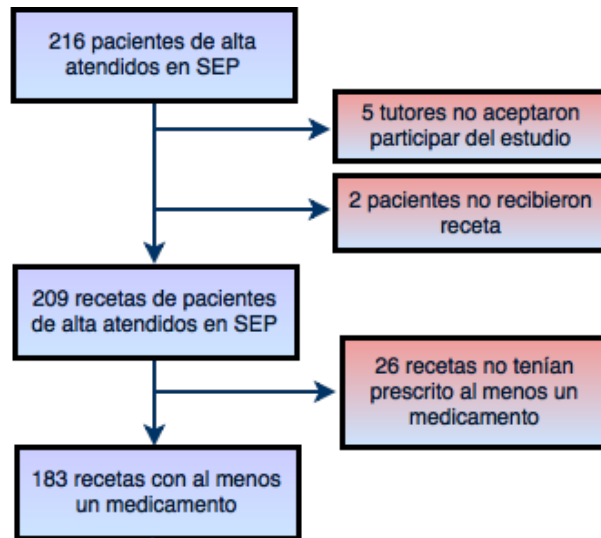 216 pacientes de alta
atendidos en SEP
5 tutores no aceptaron
participar del estudio
2 pacientes no recibieron
receta
209 recetas de pacientes
de alta atendidos en SEP
26 recetas no tenían
prescrito al menos un
medicamento
183 recetas con al menos
un medicamento